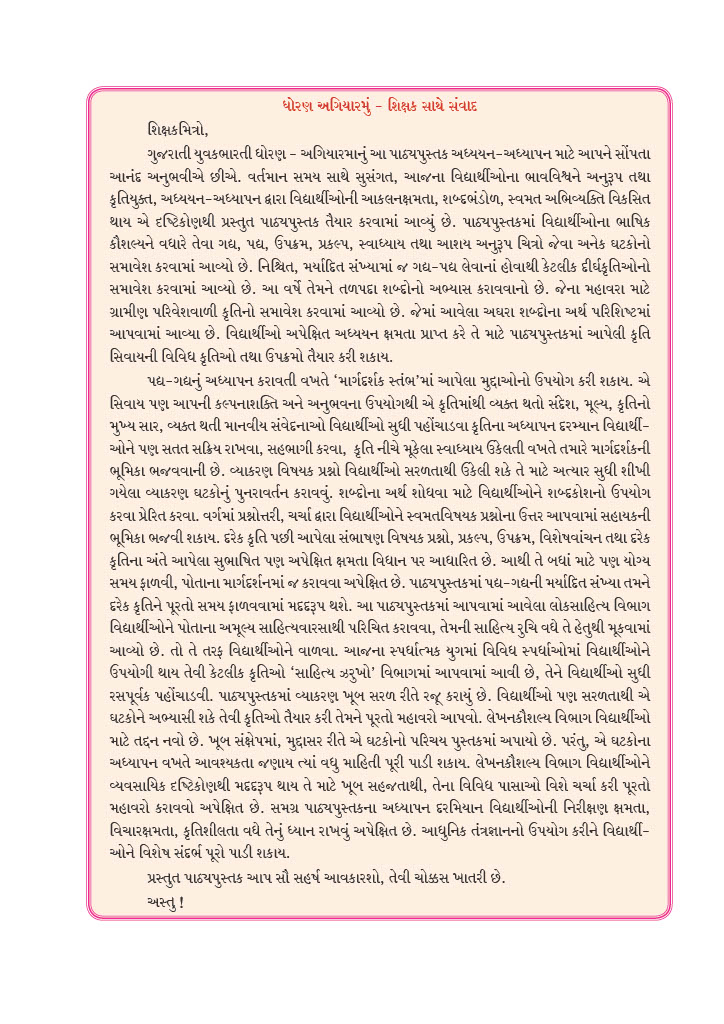 ધોરણ અગિયારમું - શિક્ષક સાથે સંવાદ
શિક્ષકમિત્રો,
ગુજરાતી યુવકભારતી ધોરણ - અગિયારમાનું આ પાઠ્યપુસ્તક અધ્યયન-અધ્યાપન માટે આપને સોંપતા
આનંદ અનુભવીએ છીએ. વર્તમાન સમય સાથે સુસંગત, આજના વિદ્યાર્થીઓના ભાવવિશ્વને અનુરૂપ તથા
કૃતિયુક્ત, અધ્યયન-અધ્યાપન દ્વારા વિદ્યાર્થીઓની આકલનક્ષમતા, શબ્દભંડોળ, સ્વમત અભિવ્યક્તિ વિકસિત
થાય એ દૃષ્ટિકોણથી પ્રસ્તુત પાઠ્યપુસ્તક તૈયાર કરવામાં આવ્યું છે. પાઠ્યપુસ્તકમાં વિદ્યાર્થીઓના ભાષિક
કૌશલ્યને વધારે તેવા ગદ્ય, પદ્ય, ઉપક્રમ, પ્રકલ્પ, સ્વાધ્યાય તથા આશય અનુરૂપ ચિત્રો જેવા અનેક ઘટકોનો
સમાવેશ કરવામાં આવ્યો છે. નિશ્ચિત, મર્યાદિત સંખ્યામાં જ ગદ્ય-પદ્ય લેવાનાં હોવાથી કેટલીક દીર્ઘકૃતિઓનો
સમાવેશ કરવામાં આવ્યો છે. આ વર્ષે તેમને તળપદા શબ્દોનો અભ્યાસ કરાવવાનો છે. જેના મહાવરા માટે
ગ્રામીણ પરિવેશવાળી કૃતિનો સમાવેશ કરવામાં આવ્યો છે. જેમાં આવેલા અઘરા શબ્દોના અર્થ પરિશિષ્ટમાં
આપવામાં આવ્યા છે. વિદ્યાર્થીઓ અપેક્ષિત અધ્યયન ક્ષમતા પ્રાપ્ત કરે તે માટે પાઠ્યપુસ્તકમાં આપેલી કૃતિ
સિવાયની વિવિધ કૃતિઓ તથા ઉપક્રમો તૈયાર કરી શકાય.
પદ્ય-ગદ્યનું અધ્યાપન કરાવતી વખતે ‘માર્ગદર્શક સ્તંભ’માં આપેલા મુદ્દાઓનો ઉપયોગ કરી શકાય. એ
સિવાય પણ આપની કલ્પનાશક્તિ અને અનુભવના ઉપયોગથી એ કૃતિમાંથી વ્યક્ત થતો સંદેશ, મૂલ્ય, કૃતિનો
મુખ્ય સાર, વ્યક્ત થતી માનવીય સંવેદનાઓ વિદ્યાર્થીઓ સુધી પહોંચાડવા કૃતિના અધ્યાપન દરમ્યાન વિદ્યાર્થી-
ઓને પણ સતત સક્રિય રાખવા, સહભાગી કરવા, કૃતિ નીચે મૂકેલા સ્વાધ્યાય ઉકેલતી વખતે તમારે માર્ગદર્શકની
ભૂમિકા ભજવવાની છે. વ્યાકરણ વિષયક પ્રશ્નો વિદ્યાર્થીઓ સરળતાથી ઉકેલી શકે તે માટે અત્યાર સુધી શીખી
ગયેલા વ્યાકરણ ઘટકોનું પુનરાવર્તન કરાવવું. શબ્દોના અર્થ શોધવા માટે વિદ્યાર્થીઓને શબ્દકોશનો ઉપયોગ
કરવા પ્રેરિત કરવા. વર્ગમાં પ્રશ્નોત્તરી, ચર્ચા દ્વારા વિદ્યાર્થીઓને સ્વમતવિષયક પ્રશ્નોના ઉત્તર આપવામાં સહાયકની
ભૂમિકા ભજવી શકાય. દરેક કૃતિ પછી આપેલા સંભાષણ વિષયક પ્રશ્નો, પ્રકલ્પ, ઉપક્રમ, વિશેષવાંચન તથા દરેક
કૃતિના અંતે આપેલા સુભાષિત પણ અપેક્ષિત ક્ષમતા વિધાન પર આધારિત છે. આથી તે બધાં માટે પણ યોગ્ય
સમય ફાળવી, પોતાના માર્ગદર્શનમાં જ કરાવવા અપેક્ષિત છે. પાઠ્યપુસ્તકમાં પદ્ય-ગદ્યની મર્યાદિત સંખ્યા તમને
દરેક કૃતિને પૂરતો સમય ફાળવવામાં મદદરૂપ થશે. આ પાઠ્યપુસ્તકમાં આપવામાં આવેલા લોકસાહિત્ય વિભાગ
વિદ્યાર્થીઓને પોતાના અમૂલ્ય સાહિત્યવારસાથી પરિચિત કરાવવા, તેમની સાહિત્ય રુચિ વધે તે હેતુથી મૂકવામાં
આવ્યો છે. તો તે તરફ વિદ્યાર્થીઓને વાળવા. આજના સ્પર્ધાત્મક યુગમાં વિવિધ સ્પર્ધાઓમાં વિદ્યાર્થીઓને
ઉપયોગી થાય તેવી કેટલીક કૃતિઓ ‘સાહિત્ય ઝરુખો’ વિભાગમાં આપવામાં આવી છે, તેને વિદ્યાર્થીઓ સુધી
રસપૂર્વક પહોંચાડવી. પાઠ્યપુસ્તકમાં વ્યાકરણ ખૂબ સરળ રીતે રજૂ કરાયું છે. વિદ્યાર્થીઓ પણ સરળતાથી એ
ઘટકોને અભ્યાસી શકે તેવી કૃતિઓ તૈયાર કરી તેમને પૂરતો મહાવરો આપવો. લેખનકૌશલ્ય વિભાગ વિદ્યાર્થીઓ
માટે તદ્દન નવો છે. ખૂબ સંક્ષેપમાં, મુદ્દાસર રીતે એ ઘટકોનો પરિચય પુસ્તકમાં અપાયો છે. પરંતુ, એ ઘટકોના
અધ્યાપન વખતે આવશ્યકતા જણાય ત્યાં વધુ માહિતી પૂરી પાડી શકાય. લેખનકૌશલ્ય વિભાગ વિદ્યાર્થીઓને
વ્યવસાયિક દૃષ્ટિકોણથી મદદરૂપ થાય તે માટે ખૂબ સહજતાથી, તેના વિવિધ પાસાઓ વિશે ચર્ચા કરી પૂરતો
મહાવરો કરાવવો અપેક્ષિત છે. સમગ્ર પાઠ્યપુસ્તકના અધ્યાપન દરમિયાન વિદ્યાર્થીઓની નિરીક્ષણ ક્ષમતા,
વિચારક્ષમતા, કૃતિશીલતા વધે તેનું ધ્યાન રાખવું અપેક્ષિત છે. આધુનિક તંત્રજ્ઞાનનો ઉપયોગ કરીને વિદ્યાર્થી-
ઓને વિશેષ સંદર્ભ પૂરો પાડી શકાય.
પ્રસ્તુત પાઠ્યપુસ્તક આપ સૌ સહર્ષ આવકારશો, તેવી ચોક્કસ ખાતરી છે.
અસ્તુ !